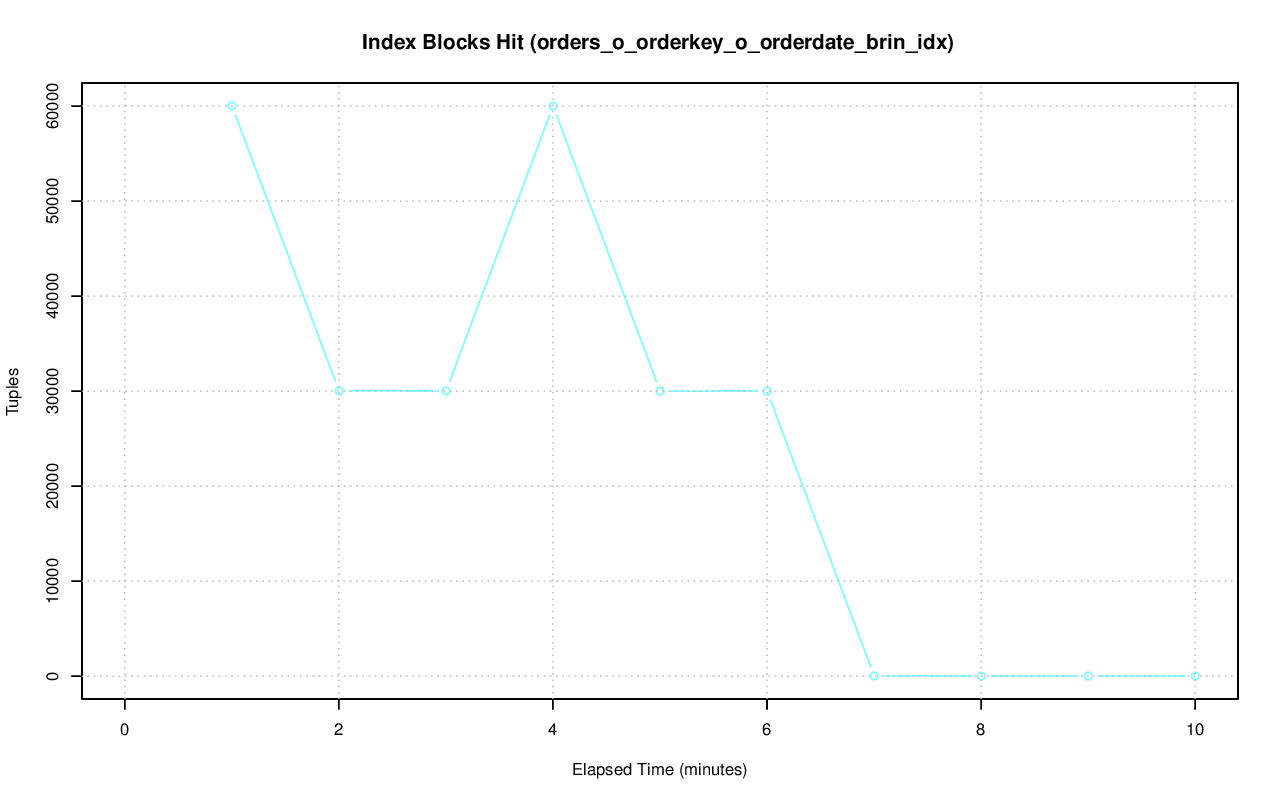 Index Blocks Hit (orders_o_orderkey_o_orderdate_brin_idx)
Tuples
60000
50000
40000
30000
20000
10000
0
0 2 4 6 8 10
Elapsed Time (minutes)